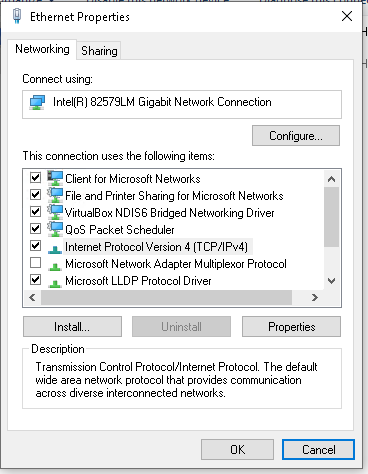 Ethernet Properties
Networking
Sharing
Connect using:
Intel(R) 82579LM Gigabit Network Connection
Configure...
This connection uses the following items:
Client for Microsoft Networks
File and Printer Sharing for Microsoft Networks
VirtualBox NDIS6 Bridged Networking Driver
QoS Packet Scheduler
Internet Protocol Version 4 (TCP/IPv4)
Microsoft Network Adapter Multiplexor Protocol
Microsoft LLDP Protocol Driver
Install...
Uninstall
Properties
Description
Transmission Control Protocol/Internet Protocol. The default
wide area network protocol that provides communication
across diverse interconnected networks.
OK
Cancel